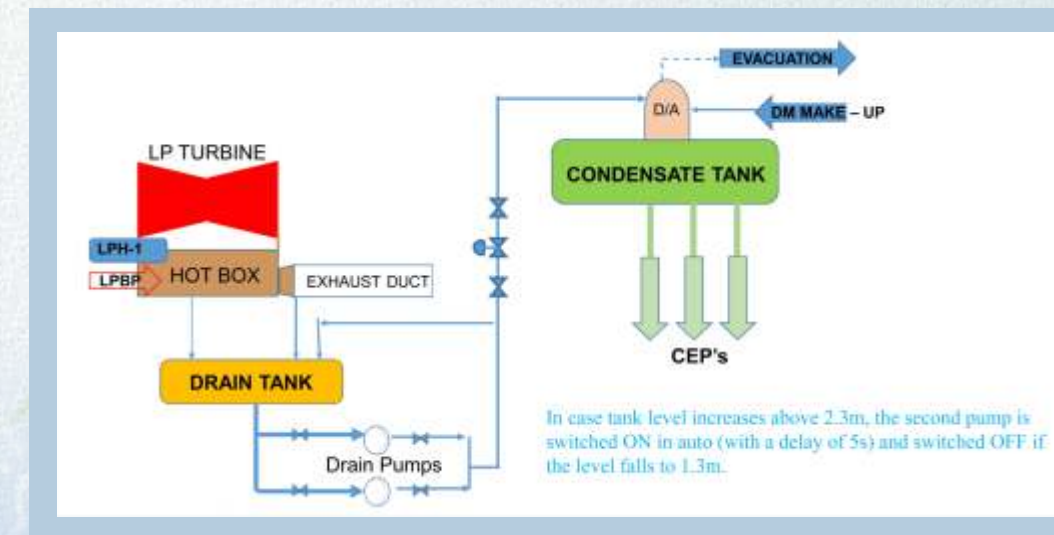 EVACUATION
D/A
DM MAKE – UP
LP TURBINE
CONDENSATE TANK
LPH-1
LPBP
HOT BOX
EXHAUST DUCT
CEP's
DRAIN TANK
Drain Pumps
In case tank level increases above 2.3m, the second pump is
switched ON in auto (with a delay of 5s) and switched OFF if
the level falls to 1.3m.